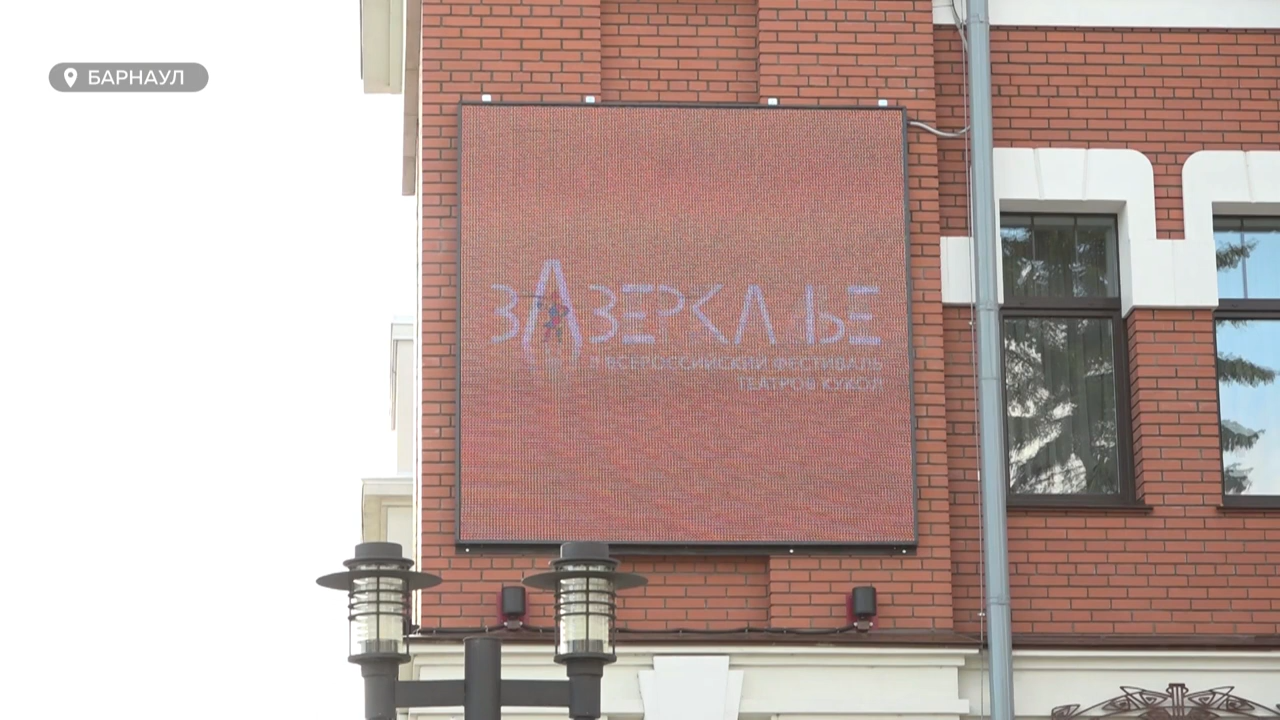 БАРНАУЛ
ЗАЗЕРКАЛЬЕ
ВСЕРОССИЙСКИЙ ФЕСТИВАЛЬ
ТЕАТРОВ КУКОЛ